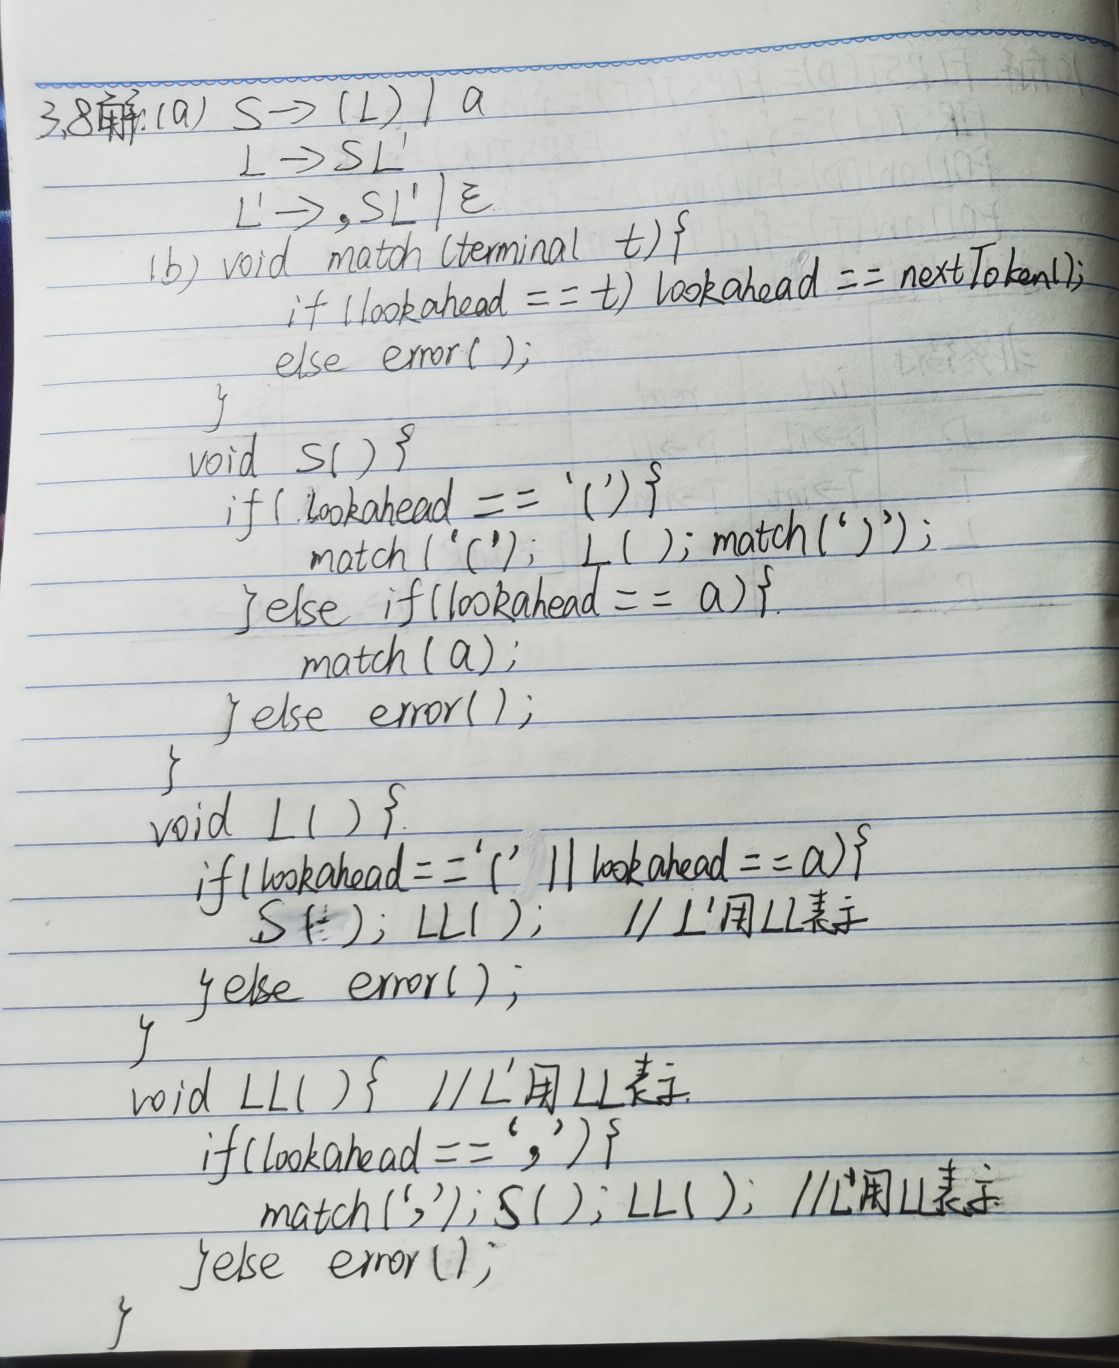 3.8解:(a) S→(L)|a
L→SL'
L'→,SL'|ε
(b) void match(terminal t){
if(lookahead==t) lookahead==nextToken();
else error();
}
void S(){
if(lookahead=='('){
match('('); L(); match(')');
}else if(lookahead==a){
match(a);
}else error();
}
void L(){
if(lookahead=='(' || lookahead==a){
S(); LL(); //L'用LL表示
}else error();
}
void LL(){ //L'用LL表示
if(lookahead==','){
match(','); S(); LL(); //L'用LL表示
}else error();
}